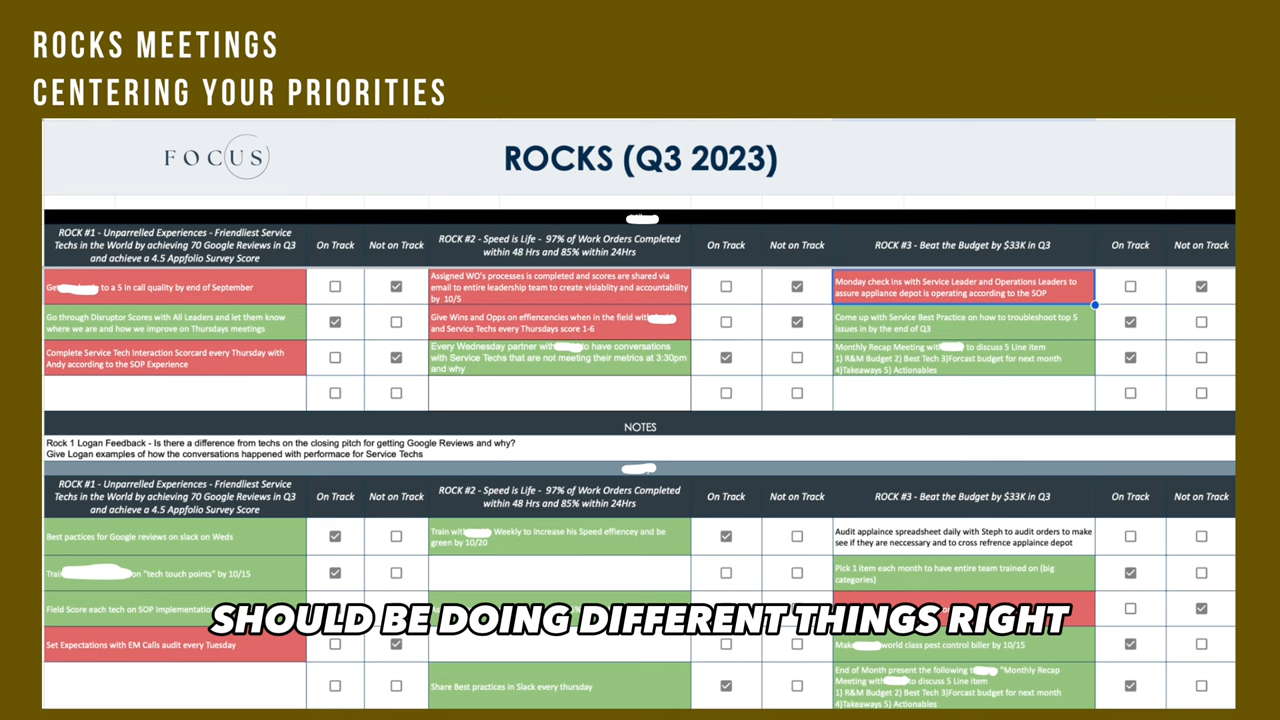 ROCKS MEETINGS
CENTERING YOUR PRIORITIES
FOCUS
ROCKS (Q3 2023)
ROCK #1 - Unparrelled Experiences - Friendliest Service
Techs in the World by achieving 70 Google Reviews in Q3
and achieve a 4.5 Appfolio Survey Score
On Track
Not on Track
ROCK #2 - Speed is Life - 97% of Work Orders Completed
within 48 Hrs and 85% within 24Hrs
On Track
Not on Track
ROCK #3 - Beat the Budget by $33K in Q3
On Track
Not on Track
to a 5 in call quality by end of September
Assigned WO's processes is completed and scores are shared via
email to entire leadership team to create visiablity and accountability
by 10/5
Monday check ins with Service Leader and Operations Leaders to
assure appliance depot is operating according to the SOP
Go through Disruptor Scores with All Leaders and let them know
where we are and how we improve on Thursdays meetings
Give Wins and Opps on effiencencies when in the field with
and Service Techs every Thursdays score 1-6
Come up with Service Best Practice on how to troubleshoot top 5
issues in by the end of Q3
Complete Service Tech Interaction Scorcard every Thursday with
Andy according to the SOP Experience
Every Wednesday partner with to have conversations
with Service Techs that are not meeting their metrics at 3:30pm
and why
Monthly Recap Meeting to discuss 5 Line item
1) R&M Budget 2) Best Tech 3)Forcast budget for next month
4)Takeaways 5) Actionables
NOTES
Rock 1 Logan Feedback - Is there a difference from techs on the closing pitch for getting Google Reviews and why?
Give Logan examples of how the conversations happened with performace for Service Techs
ROCK #1 - Unparrelled Experiences - Friendliest Service
Techs in the World by achieving 70 Google Reviews in Q3
and achieve a 4.5 Appfolio Survey Score
On Track
Not on Track
ROCK #2 - Speed is Life - 97% of Work Orders Completed
within 48 Hrs and 85% within 24Hrs
On Track
Not on Track
ROCK #3 - Beat the Budget by $33K in Q3
On Track
Not on Track
Best pactices for Google reviews on slack on Weds
Train with Weekly to Increase his Speed effiencey and be
green by 10/20
Audit applaince spreadsheet daily with Steph to audit orders to make
see if they are neccessary and to cross refrence applaince depot
on "tech touch points" by 10/15
Pick 1 item each month to have entire team trained on (big
categories)
Field Score each tech on SOP Implementation
SHOULD BE DOING DIFFERENT THINGS RIGHT
Set Expectations with EM Calls audit every Tuesday
world class pest control biller by 10/15
Share Best practices in Slack every thursday
End of Month present the following "Monthly Recap
Meeting with to discuss 5 Line item
1) R&M Budget 2) Best Tech 3)Forcast budget for next month
4)Takeaways 5) Actionables